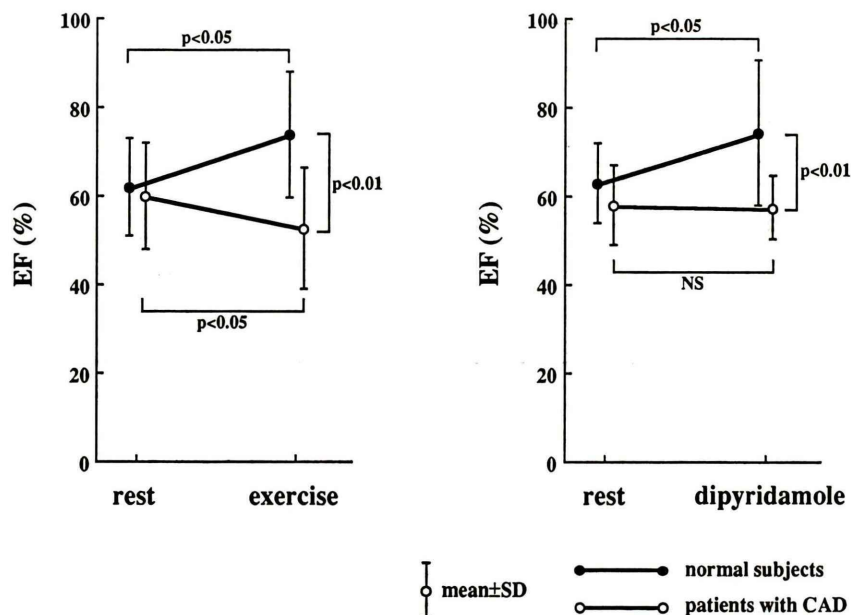 100
80
60
40
20
0
EF (%)
p<0.05
p<0.01
p<0.05
rest exercise
100
80
60
40
20
0
EF (%)
p<0.05
p<0.01
NS
rest dipyridamole
mean±SD
normal subjects
patients with CAD